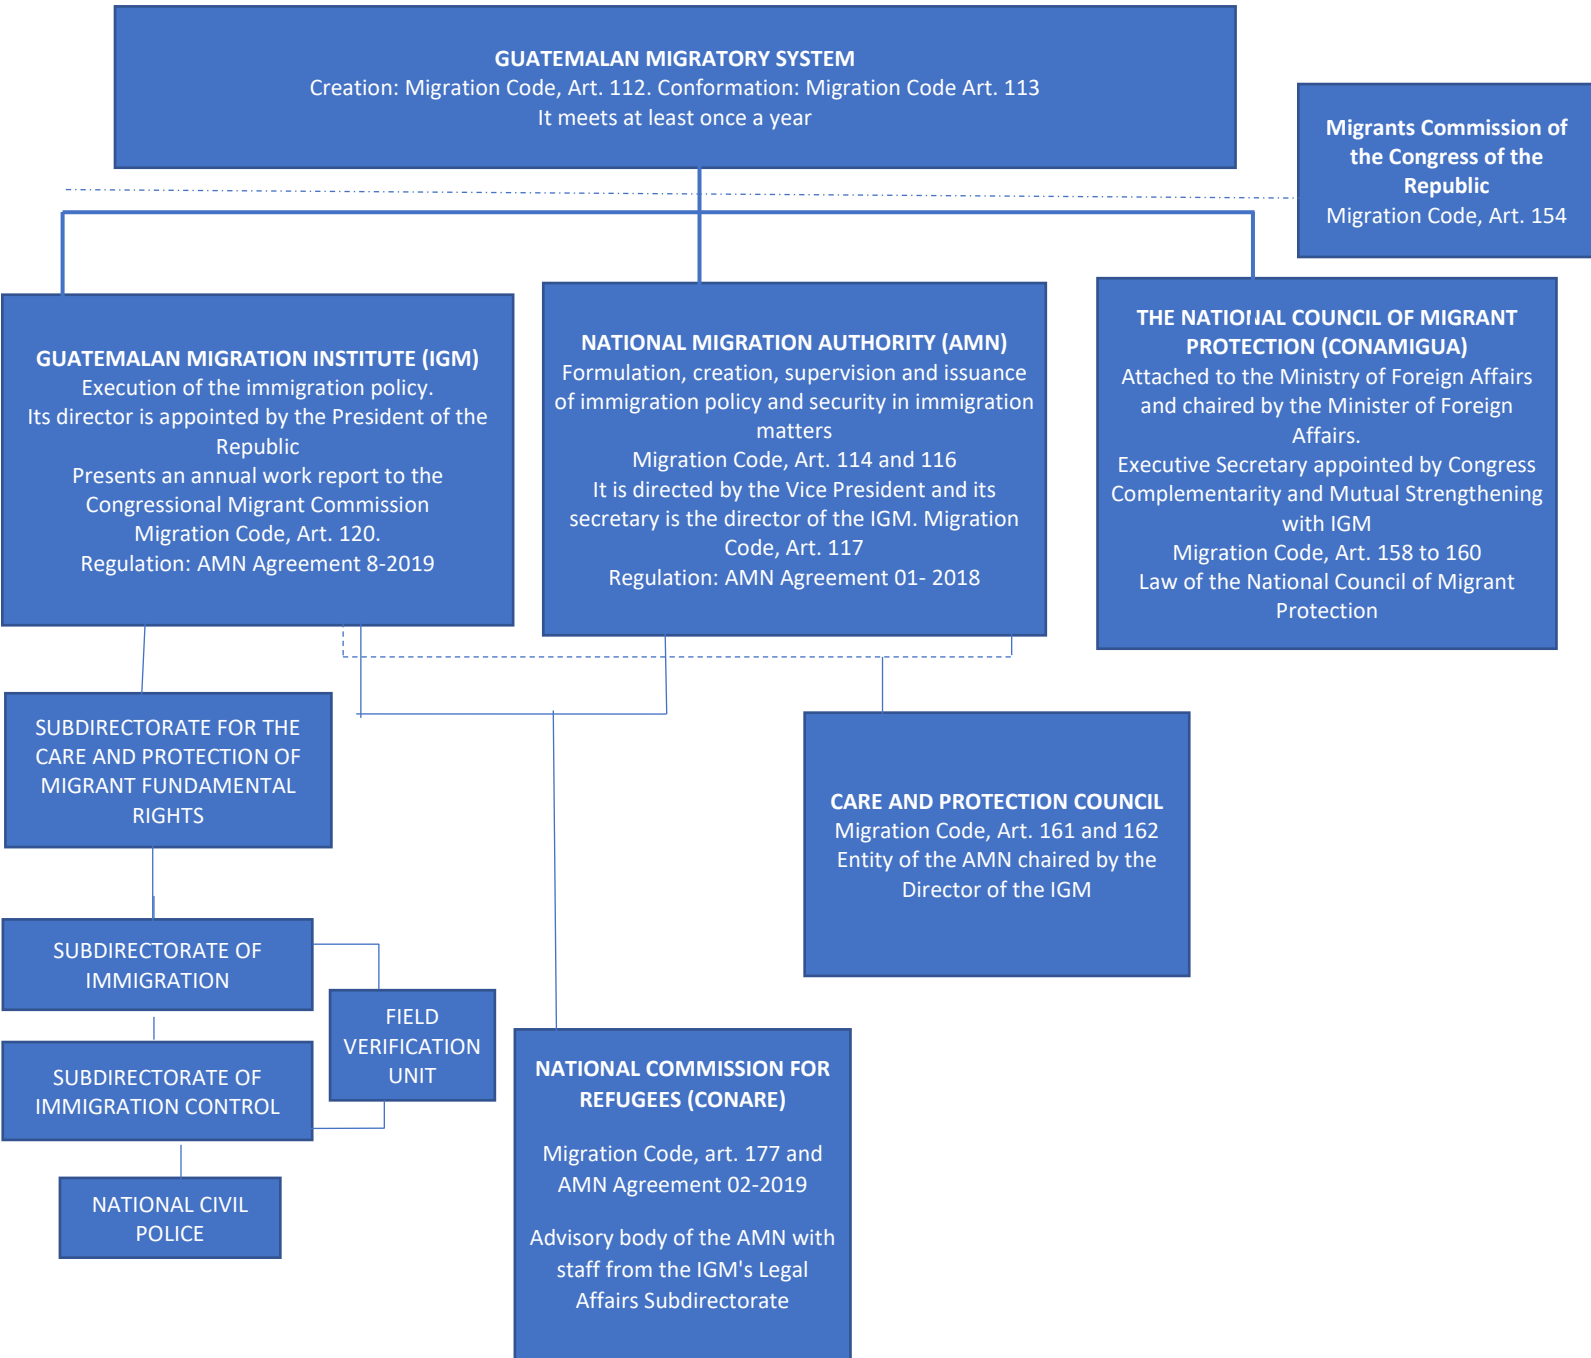 GUATEMALAN MIGRATORY SYSTEM
Creation: Migration Code, Art. 112. Conformation: Migration Code Art. 113
It meets at least once a year
Migrants Commission of
the Congress of the
Republic
Migration Code, Art. 154
GUATEMALAN MIGRATION INSTITUTE (IGM)
Execution of the immigration policy.
Its director is appointed by the President of the
Republic
Presents an annual work report to the
Congressional Migrant Commission
Migration Code, Art. 120.
Regulation: AMN Agreement 8-2019
NATIONAL MIGRATION AUTHORITY (AMN)
Formulation, creation, supervision and issuance
of immigration policy and security in immigration
matters
Migration Code, Art. 114 and 116
It is directed by the Vice President and its
secretary is the director of the IGM. Migration
Code, Art. 117
Regulation: AMN Agreement 01- 2018
THE NATIONAL COUNCIL OF MIGRANT
PROTECTION (CONAMIGUA)
Attached to the Ministry of Foreign Affairs
and chaired by the Minister of Foreign
Affairs.
Executive Secretary appointed by Congress
Complementarity and Mutual Strengthening
with IGM
Migration Code, Art. 158 to 160
Law of the National Council of Migrant
Protection
SUBDIRECTORATE FOR THE
CARE AND PROTECTION OF
MIGRANT FUNDAMENTAL
RIGHTS
CARE AND PROTECTION COUNCIL
Migration Code, Art. 161 and 162
Entity of the AMN chaired by the
Director of the IGM
SUBDIRECTORATE OF
IMMIGRATION
FIELD
VERIFICATION
UNIT
SUBDIRECTORATE OF
IMMIGRATION CONTROL
NATIONAL CIVIL
POLICE
NATIONAL COMMISSION FOR
REFUGEES (CONARE)
Migration Code, art. 177 and
AMN Agreement 02-2019
Advisory body of the AMN with
staff from the IGM's Legal
Affairs Subdirectorate